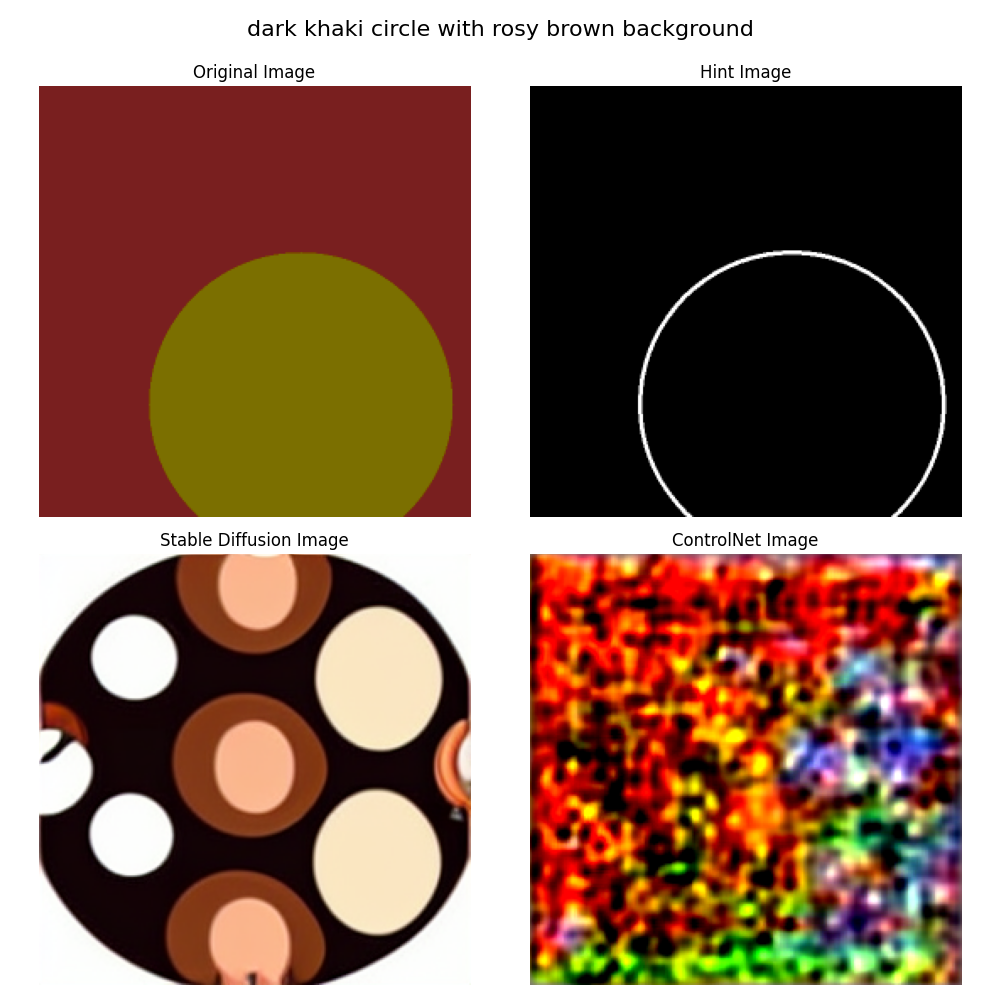 dark khaki circle with rosy brown background
Original Image
Hint Image
Stable Diffusion Image
ControlNet Image